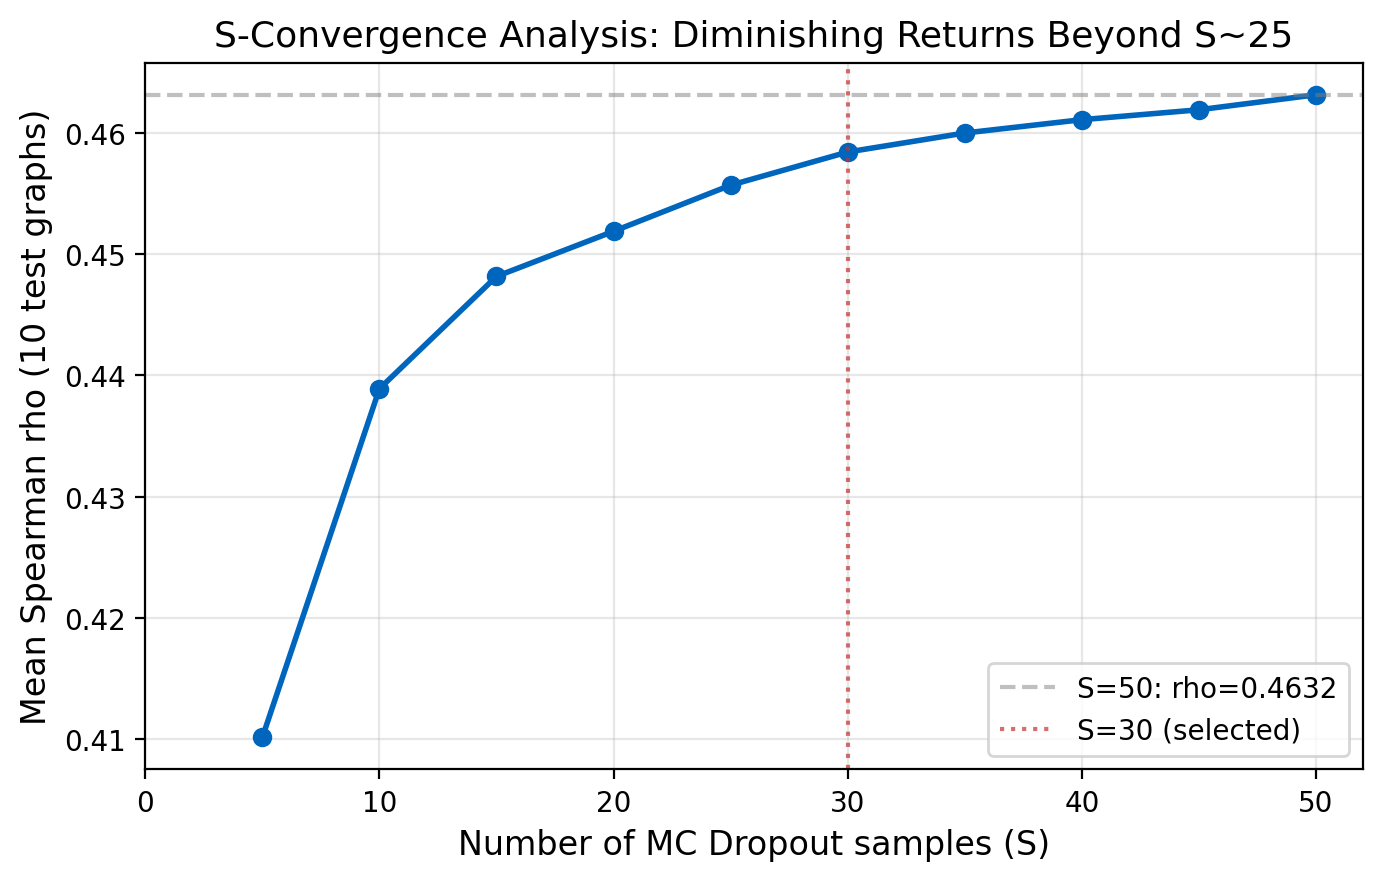 S-Convergence Analysis: Diminishing Returns Beyond S~25
Mean Spearman rho (10 test graphs)
0.46
0.45
0.44
0.43
0.42
0.41
0 10 20 30 40 50
Number of MC Dropout samples (S)
S=50: rho=0.4632
S=30 (selected)